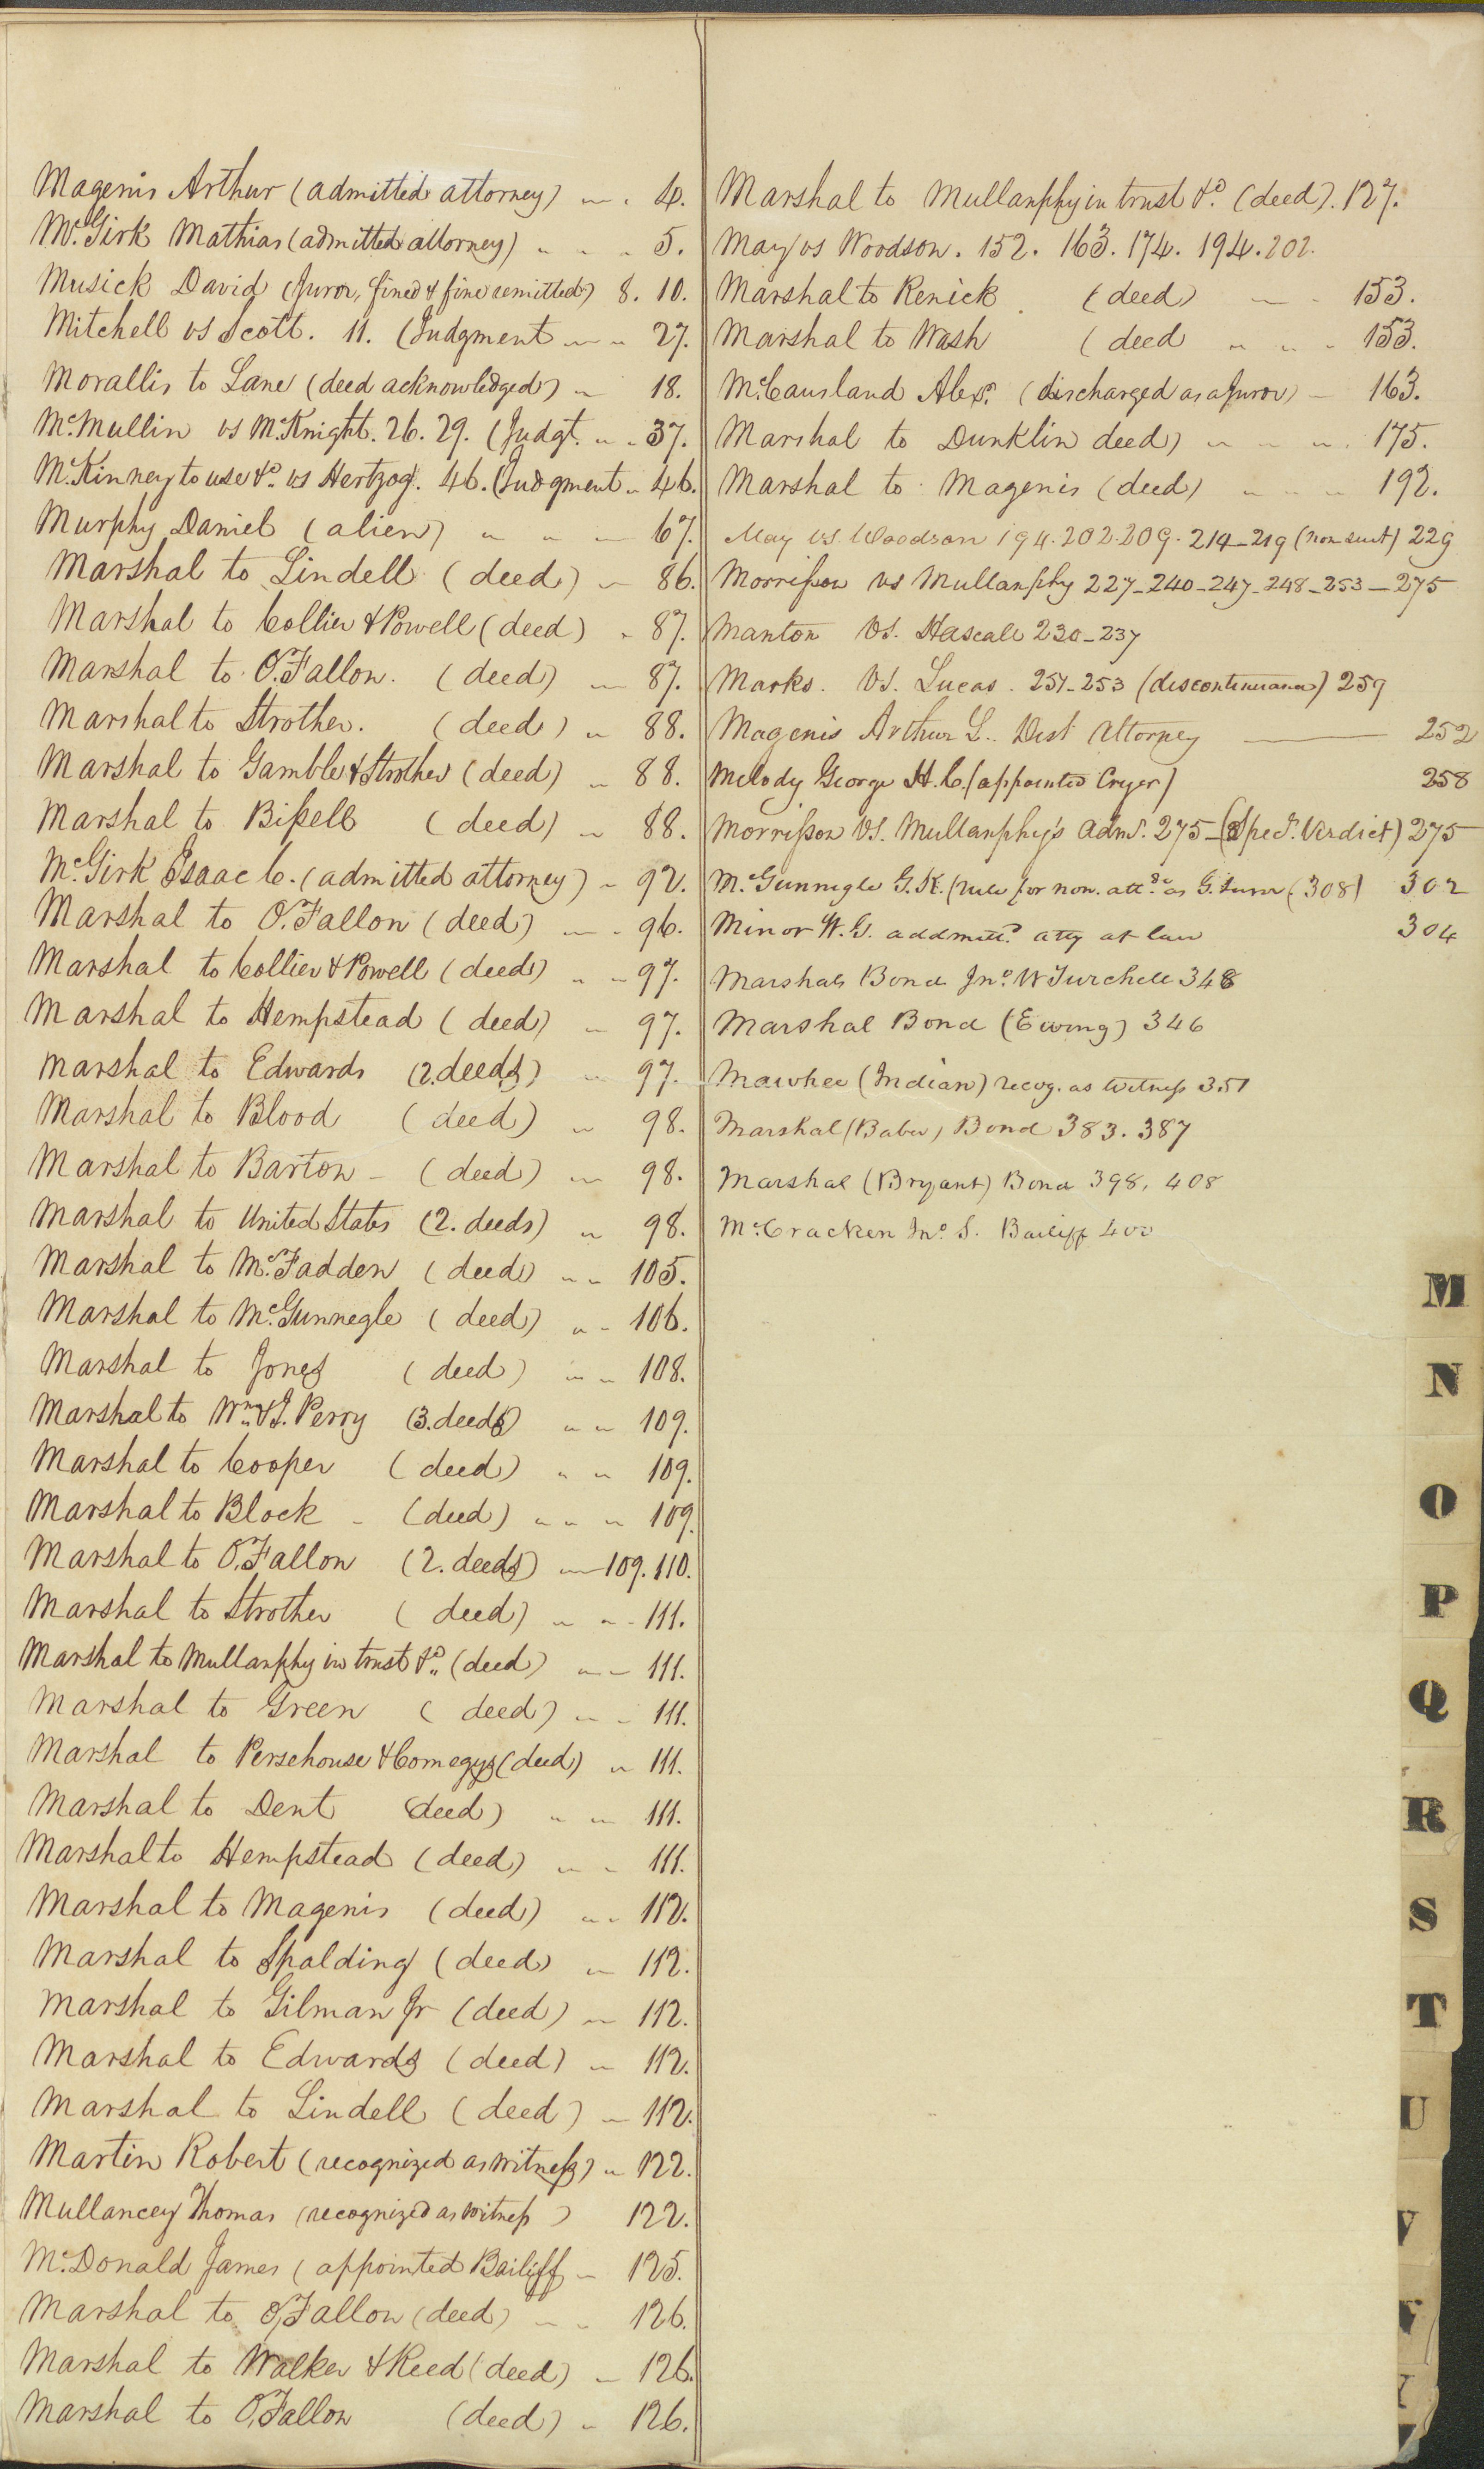 Magenis Arthur (admitted attorney) 4.
McGirk Mathias (admitted attorney) 5.
Musick David (Juror, fined & fine remitted) 8. 10.
Mitchell vs Scott. 11. (Judgment 27.
Morallis to Lane (deed acknowledged) 18.
McMullin vs McKnight. 26. 29. (Judgt. 37.
McKinney to use &c. vs Hertzog. 46. (Judgment 46.
Murphy Daniel (alien) 67.
Marshal to Lindell (deed) 86.
Marshal to Collier & Powell (deed) 87.
Marshal to O'Fallon. (deed) 87.
Marshal to Strother. (deed) 88.
Marshal to Gamble & Strother (deed) 88.
Marshal to Bissell (deed) 88.
McGirk Isaac C. (admitted attorney) 92.
Marshal to O'Fallon (deed) 96.
Marshal to Collier & Powell (deeds) 97.
Marshal to Hempstead (deed) 97.
Marshal to Edwards (2. deeds) 97.
Marshal to Blood (deed) 98.
Marshal to Barton - (deed) 98.
Marshal to United States (2. deeds) 98.
Marshal to McFadden (deed) 105.
Marshal to McGunnegle (deed) 106.
Marshal to Jones (deed) 108.
Marshal to Wm. & J. Perry (3. deeds) 109.
Marshal to Cooper (deed) 109.
Marshal to Block - (deed) 109.
Marshal to O'Fallon (2. deeds) 109. 110.
Marshal to Strother (deed) 111.
Marshal to Mullanphy in trust &c. (deed) 111.
Marshal to Green (deed) 111.
Marshal to Persehouse & Comegys (deed) 111.
Marshal to Dent (deed) 111.
Marshal to Hempstead (deed) 111.
Marshal to Magenis (deed) 112.
Marshal to Spalding (deed) 112.
Marshal to Gilman Jr (deed) 112.
Marshal to Edwards (deed) 112.
Marshal to Lindell (deed) 112.
Martin Robert (recognized as witness) 122.
Mullancey Thomas (recognized as witness) 122.
McDonald James (appointed Bailiff 125.
Marshal to O'Fallon (deed) 126.
Marshal to Walker & Reed (deed) 126.
Marshal to O'Fallon (deed) 126.
Marshal to Mullanphy in trust &c. (deed). 127.
May vs Woodson. 152. 163. 174. 194. 202.
Marshal to Renick (deed) 153.
Marshal to Wash (deed 153.
McCausland Alexr. (discharged as a Juror) 163.
Marshal to Dunklin deed) 175.
Marshal to Magenis (deed) 192.
May vs. Woodson 194. 202. 209. 214-219 (non suit) 229
Morrison vs Mullanphy 227-240-247-248-253-275
Manton vs. Hascall 230-237
Marks. vs. Lucas. 251-253 (discontinuance) 259
Magenis Arthur L. Dist Attorney 252
Melody George H. C. (appointed Cryer) 258
Morrison vs. Mullanphy's Admr. 275-(Specl. Verdict) 275
McGunnegle G. K. (rule for non. attce. as G. Juror (308) 302
Minor W. G. addmittd. atty at law 304
Marshals Bond Jno. W 348
Marshal Bond (Ewing) 346
Mawhee (Indian) recog. as witness 351
Marshal (Baber) Bond 383. 387
Marshal (Bryant) Bond 398. 408
McCracken Jno. S. Bailiff 400
M
N
O
P
Q
R
S
T
U
V
W
Y